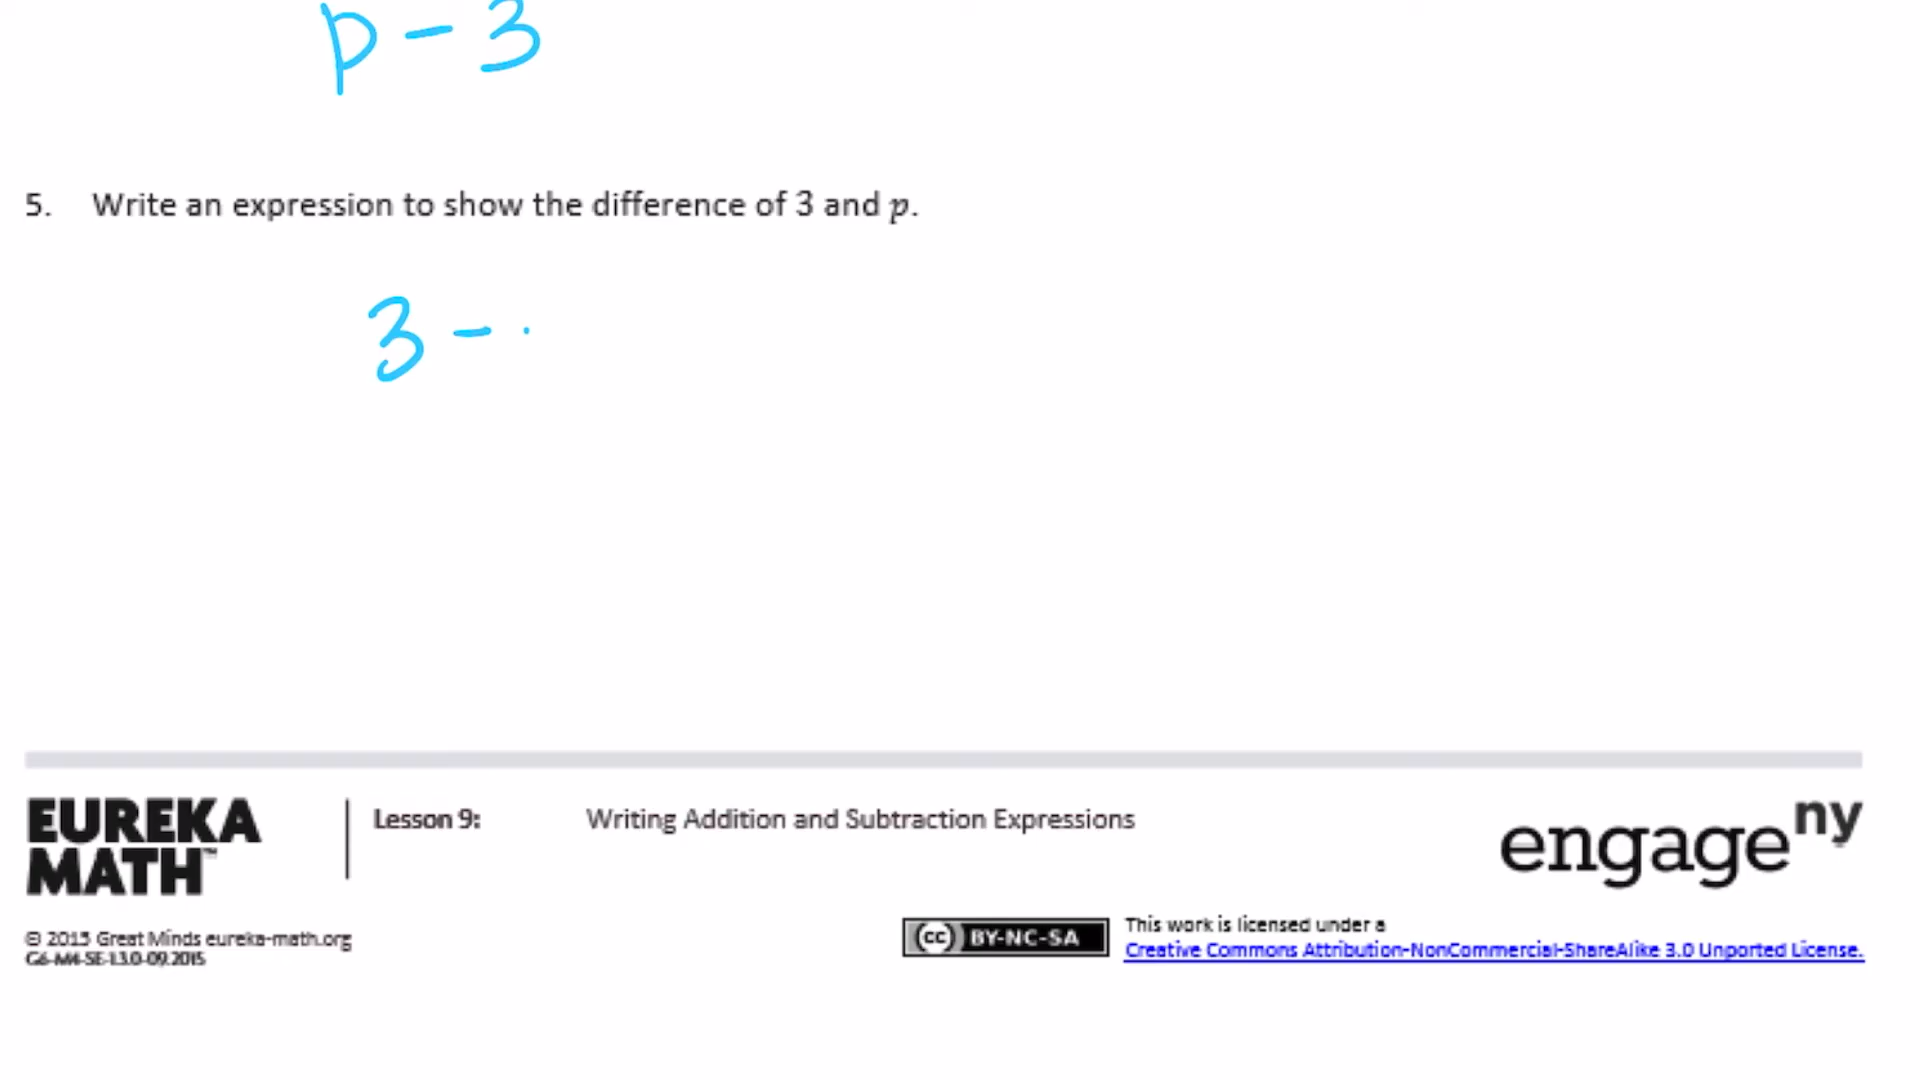 p - 3
5. Write an expression to show the difference of 3 and p.
3 -
EUREKA MATH™
Lesson 9: Writing Addition and Subtraction Expressions
engage ny
© 2015 Great Minds eureka-math.org
G6-M4-SE-1.3.0-09.2015
cc BY-NC-SA
This work is licensed under a
Creative Commons Attribution-NonCommercial-ShareAlike 3.0 Unported License.